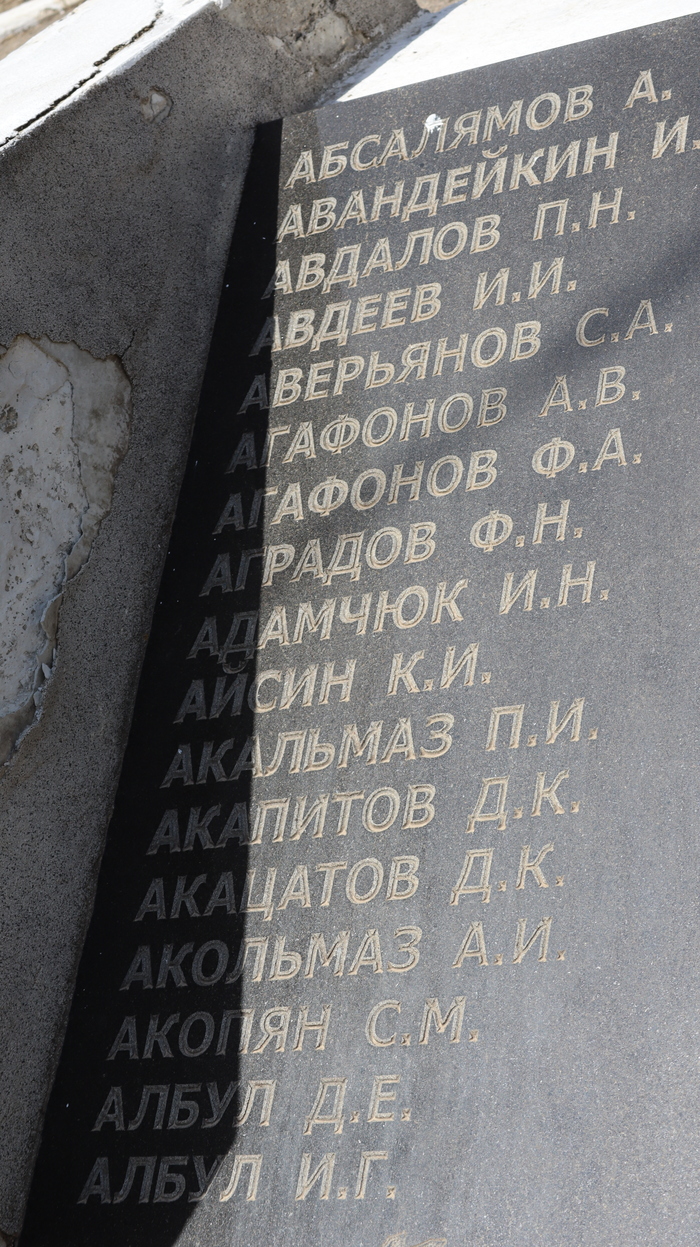 АБСАЛЯМОВ А.
АВАНДЕЙКИН И.
АВДАЛОВ П.Н.
АВДЕЕВ И.И.
АВЕРЬЯНОВ С.А.
АГАФОНОВ А.В.
АГАФОНОВ Ф.А.
АГРАДОВ Ф.Н.
АДАМЧЮК И.Н.
АЙСИН К.И.
АКАЛЬМАЗ П.И.
АКАПИТОВ Д.К.
АКАЦАТОВ Д.К.
АКОЛЬМАЗ А.И.
АКОПЯН С.М.
АЛБУЛ Д.Е.
АЛБУЛ И.Г.